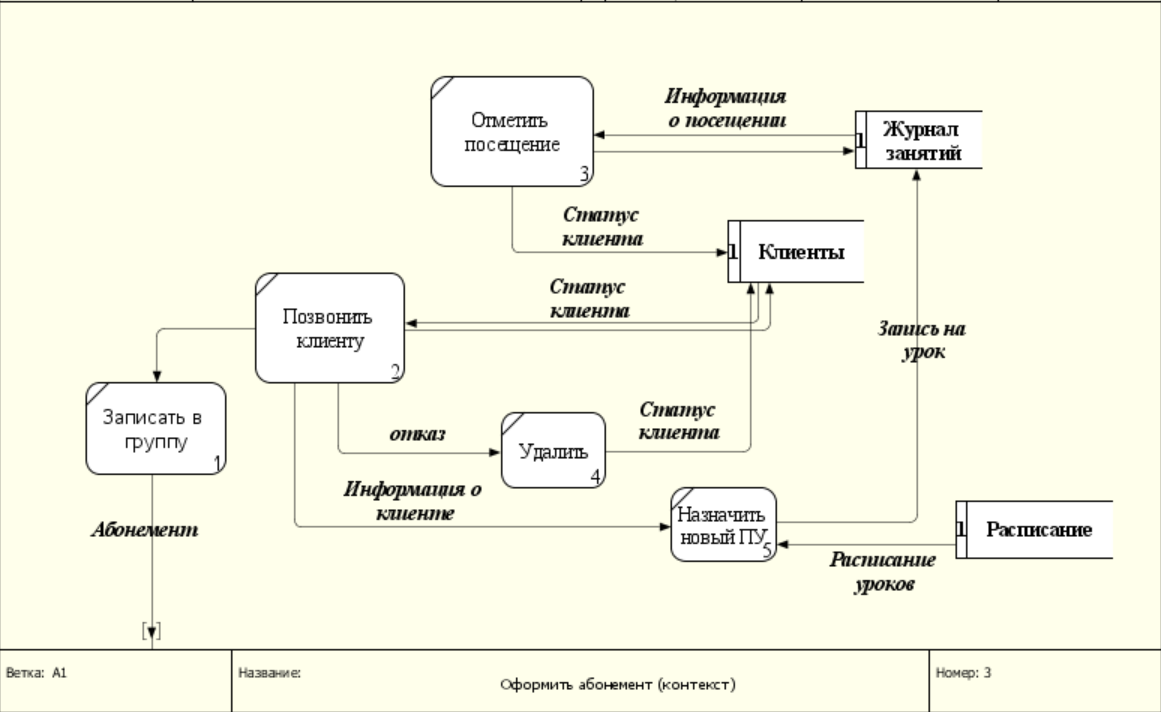 Информация
о посещении
Отметить
посещение
3
1
Журнал
занятий
Статус
клиента
1
Клиенты
Позвонить
клиенту
2
Статус
клиента
Запись на
урок
Записать в
группу
1
отказ
Статус
клиента
Удалить
4
Информация о
клиенте
Назначить
новый ПУ
5
1
Расписание
Абонемент
Расписание
уроков
Ветка: A1
Название:
Оформить абонемент (контекст)
Номер: 3